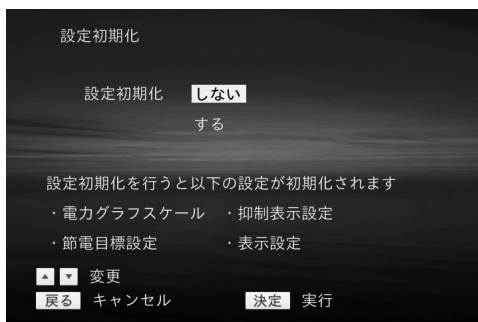 設定初期化
設定初期化 しない
する
設定初期化を行うと以下の設定が初期化されます
・電力グラフスケール ・抑制表示設定
・節電目標設定 ・表示設定
▲ ▼ 変更
戻る キャンセル 決定 実行